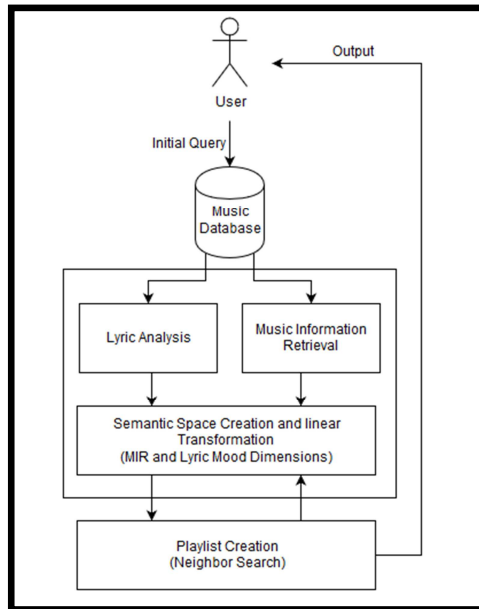 Output
User
Initial Query
Music
Database
Lyric Analysis
Music Information
Retrieval
Semantic Space Creation and linear
Transformation
(MIR and Lyric Mood Dimensions)
Playlist Creation
(Neighbor Search)